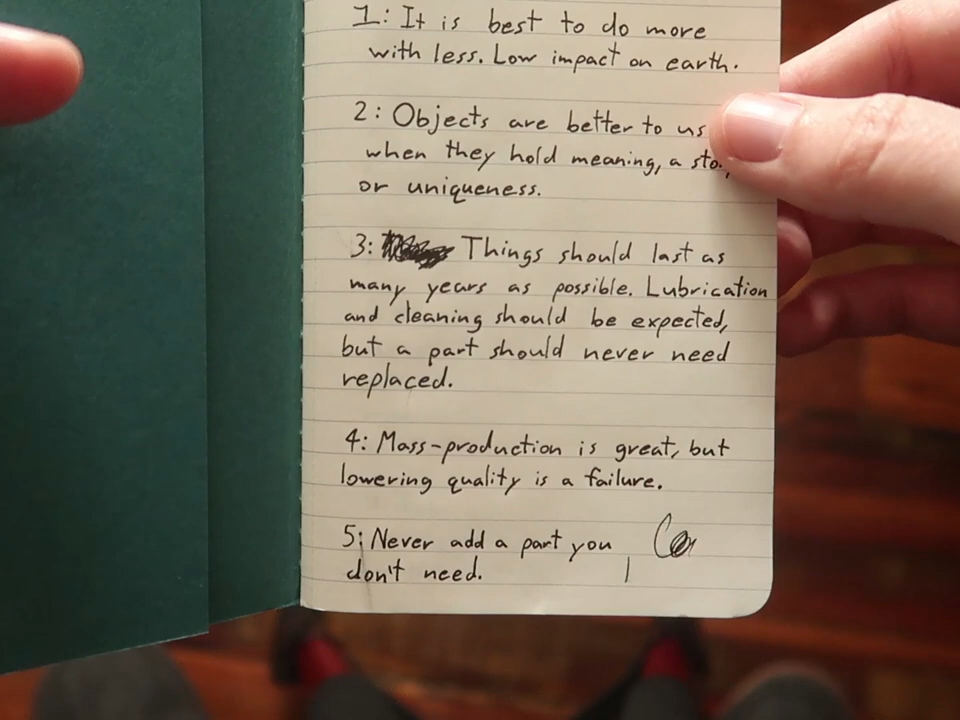 1: It is best to do more
with less. Low impact on earth.
2: Objects are better to us
when they hold meaning, a
or uniqueness.
3: Things should last as
many years as possible. Lubrication
and cleaning should be expected,
but a part should never need
replaced.
4: Mass-production is great, but
lowering quality is a failure.
5: Never add a part you
don't need.